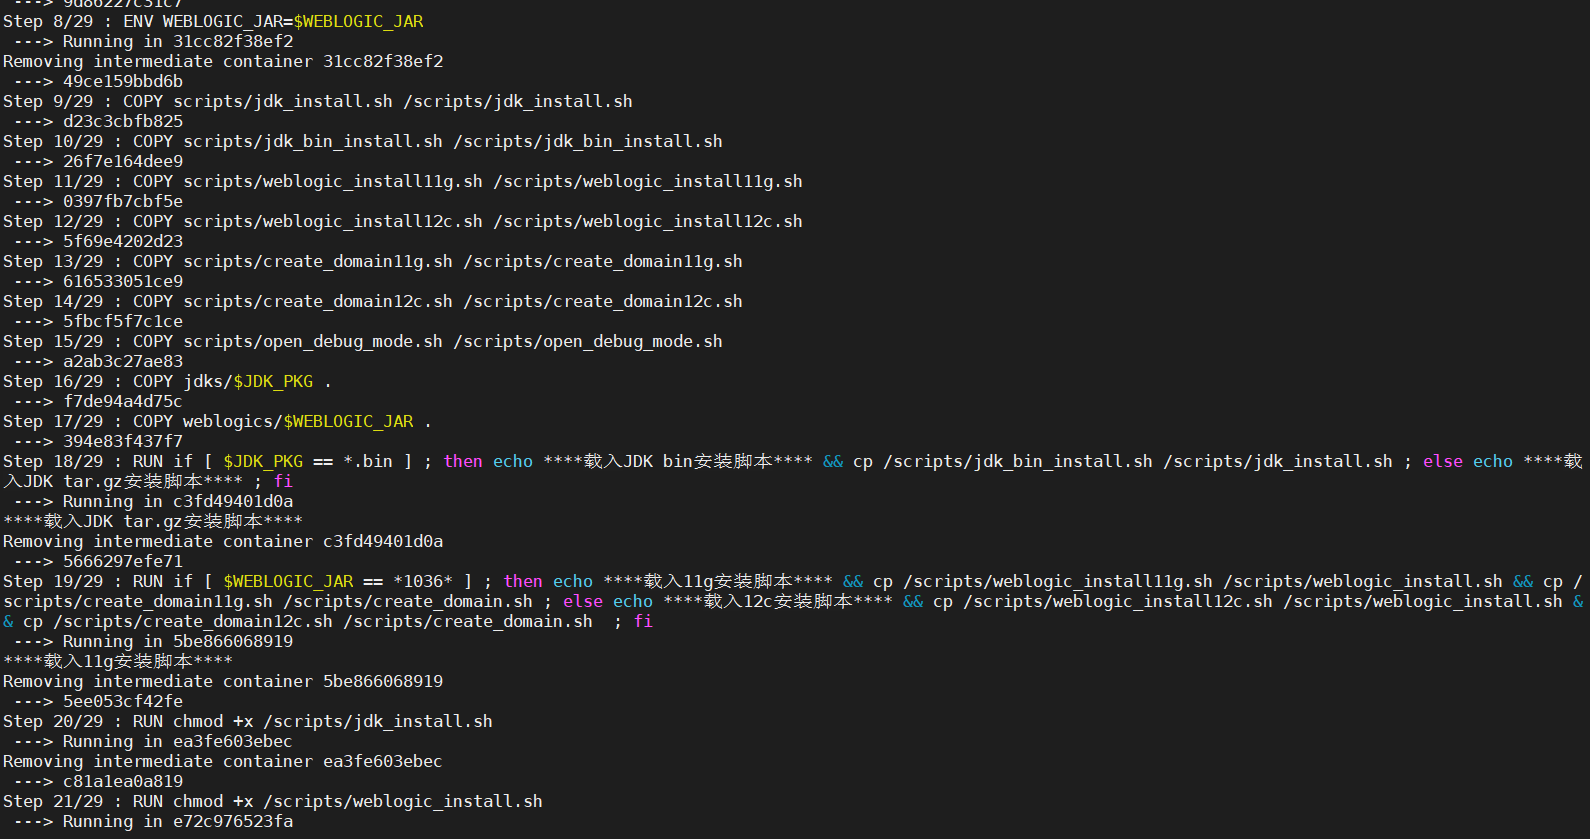 ---> 9d86227c31c7
Step 8/29 : ENV WEBLOGIC_JAR=$WEBLOGIC_JAR
 ---> Running in 31cc82f38ef2
Removing intermediate container 31cc82f38ef2
 ---> 49ce159bbd6b
Step 9/29 : COPY scripts/jdk_install.sh /scripts/jdk_install.sh
 ---> d23c3cbfb825
Step 10/29 : COPY scripts/jdk_bin_install.sh /scripts/jdk_bin_install.sh
 ---> 26f7e164dee9
Step 11/29 : COPY scripts/weblogic_install11g.sh /scripts/weblogic_install11g.sh
 ---> 0397fb7cbf5e
Step 12/29 : COPY scripts/weblogic_install12c.sh /scripts/weblogic_install12c.sh
 ---> 5f69e4202d23
Step 13/29 : COPY scripts/create_domain11g.sh /scripts/create_domain11g.sh
 ---> 616533051ce9
Step 14/29 : COPY scripts/create_domain12c.sh /scripts/create_domain12c.sh
 ---> 5fbcf5f7c1ce
Step 15/29 : COPY scripts/open_debug_mode.sh /scripts/open_debug_mode.sh
 ---> a2ab3c27ae83
Step 16/29 : COPY jdks/$JDK_PKG .
 ---> f7de94a4d75c
Step 17/29 : COPY weblogics/$WEBLOGIC_JAR .
 ---> 394e83f437f7
Step 18/29 : RUN if [ $JDK_PKG == *.bin ] ; then echo ****载入JDK bin安装脚本**** && cp /scripts/jdk_bin_install.sh /scripts/jdk_install.sh ; else echo ****载
入JDK tar.gz安装脚本**** ; fi
 ---> Running in c3fd49401d0a
****载入JDK tar.gz安装脚本****
Removing intermediate container c3fd49401d0a
 ---> 5666297efe71
Step 19/29 : RUN if [ $WEBLOGIC_JAR == *1036* ] ; then echo ****载入11g安装脚本**** && cp /scripts/weblogic_install11g.sh /scripts/weblogic_install.sh && cp /
scripts/create_domain11g.sh /scripts/create_domain.sh ; else echo ****载入12c安装脚本**** && cp /scripts/weblogic_install12c.sh /scripts/weblogic_install.sh &
& cp /scripts/create_domain12c.sh /scripts/create_domain.sh  ; fi
 ---> Running in 5be866068919
****载入11g安装脚本****
Removing intermediate container 5be866068919
 ---> 5ee053cf42fe
Step 20/29 : RUN chmod +x /scripts/jdk_install.sh
 ---> Running in ea3fe603ebec
Removing intermediate container ea3fe603ebec
 ---> c81a1ea0a819
Step 21/29 : RUN chmod +x /scripts/weblogic_install.sh
 ---> Running in e72c976523fa